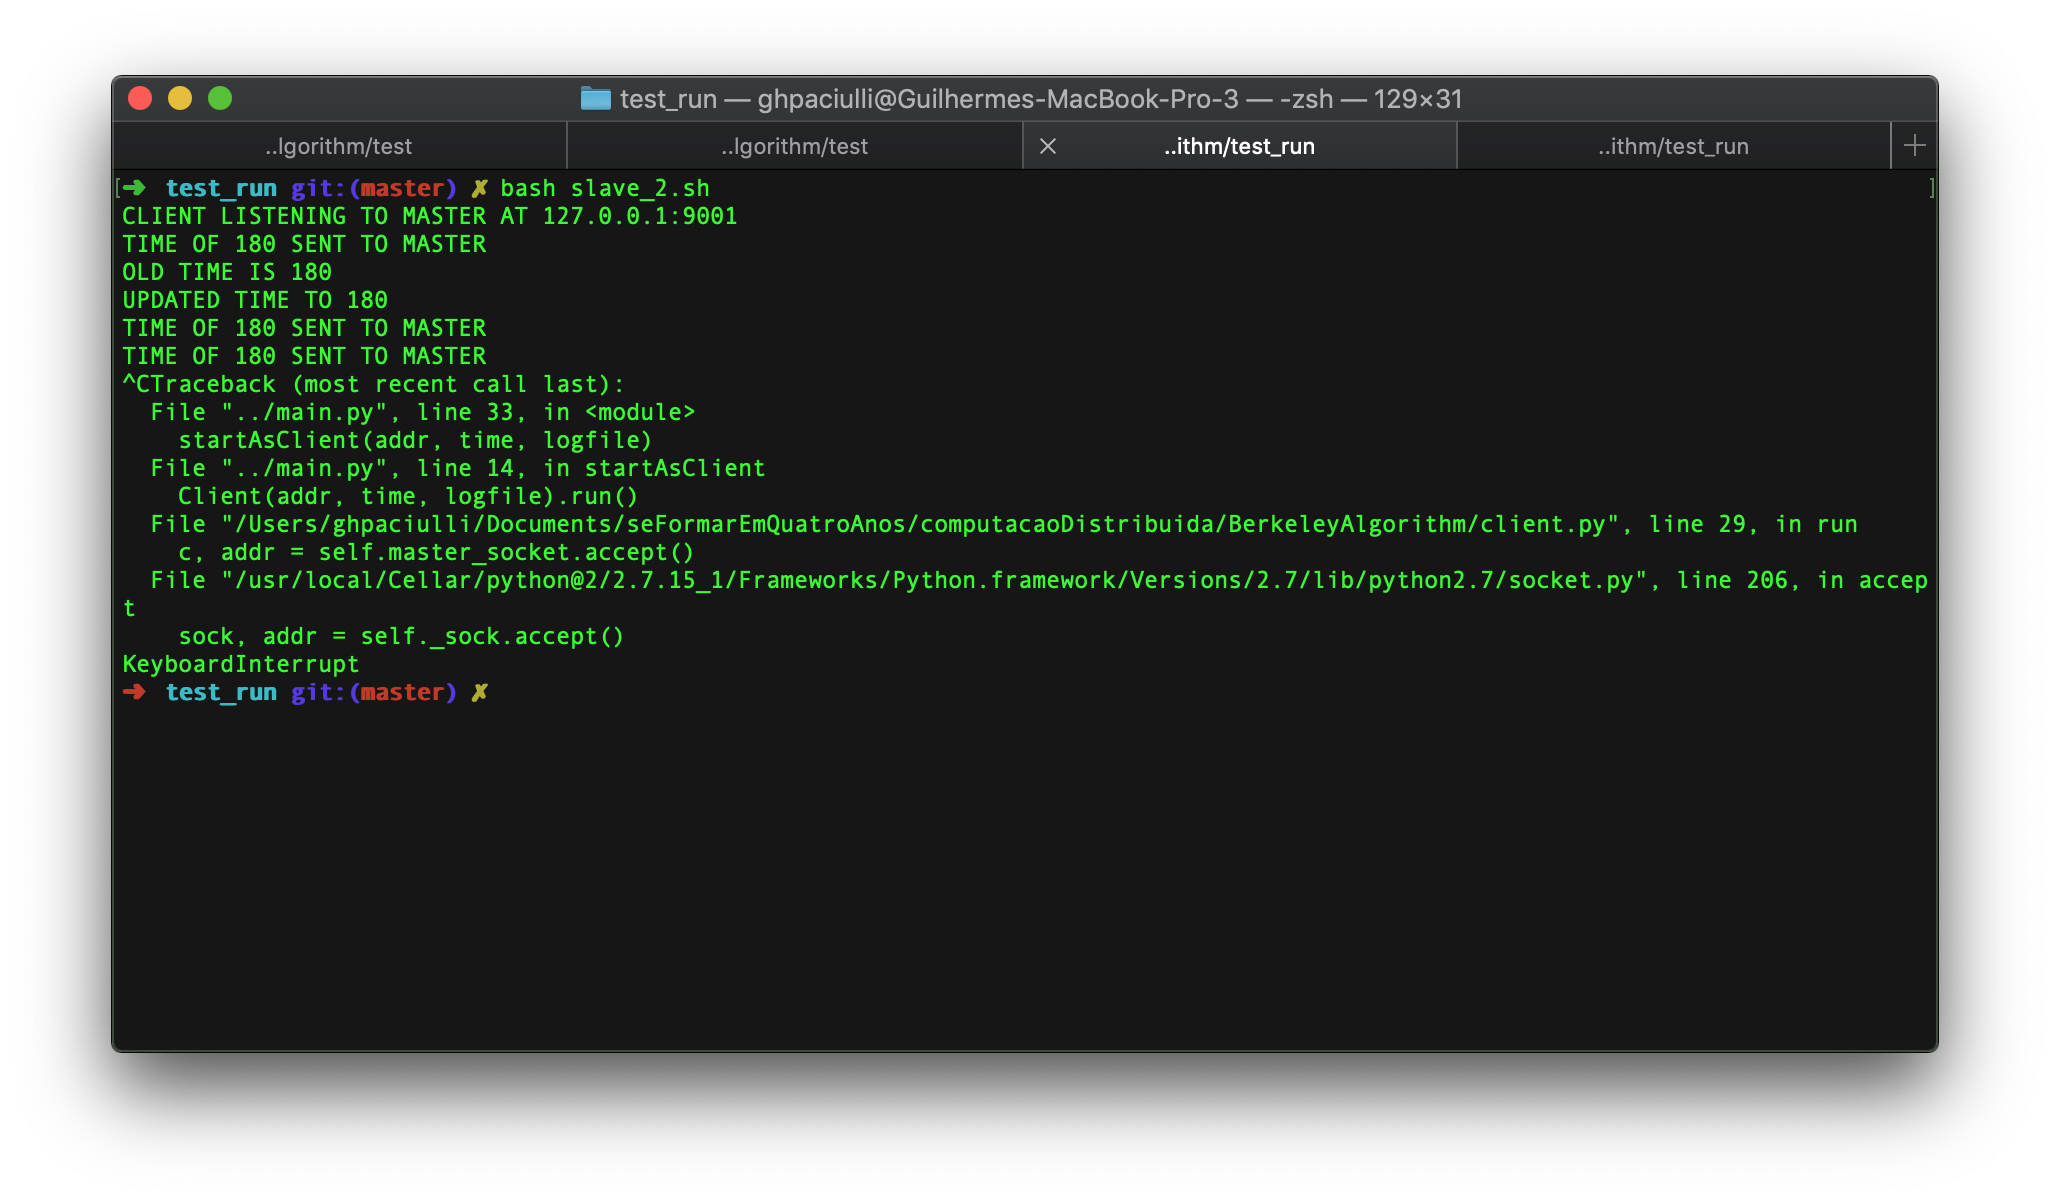 test_run — ghpaciulli@Guilhermes-MacBook-Pro-3 — -zsh — 129×31
..lgorithm/test ..lgorithm/test ..ithm/test_run ..ithm/test_run
[➜  test_run git:(master) ✗ bash slave_2.sh ]
CLIENT LISTENING TO MASTER AT 127.0.0.1:9001
TIME OF 180 SENT TO MASTER
OLD TIME IS 180
UPDATED TIME TO 180
TIME OF 180 SENT TO MASTER
TIME OF 180 SENT TO MASTER
^CTraceback (most recent call last):
  File "../main.py", line 33, in <module>
    startAsClient(addr, time, logfile)
  File "../main.py", line 14, in startAsClient
    Client(addr, time, logfile).run()
  File "/Users/ghpaciulli/Documents/seFormarEmQuatroAnos/computacaoDistribuida/BerkeleyAlgorithm/client.py", line 29, in run
    c, addr = self.master_socket.accept()
  File "/usr/local/Cellar/python@2/2.7.15_1/Frameworks/Python.framework/Versions/2.7/lib/python2.7/socket.py", line 206, in accep
t
    sock, addr = self._sock.accept()
KeyboardInterrupt
➜  test_run git:(master) ✗